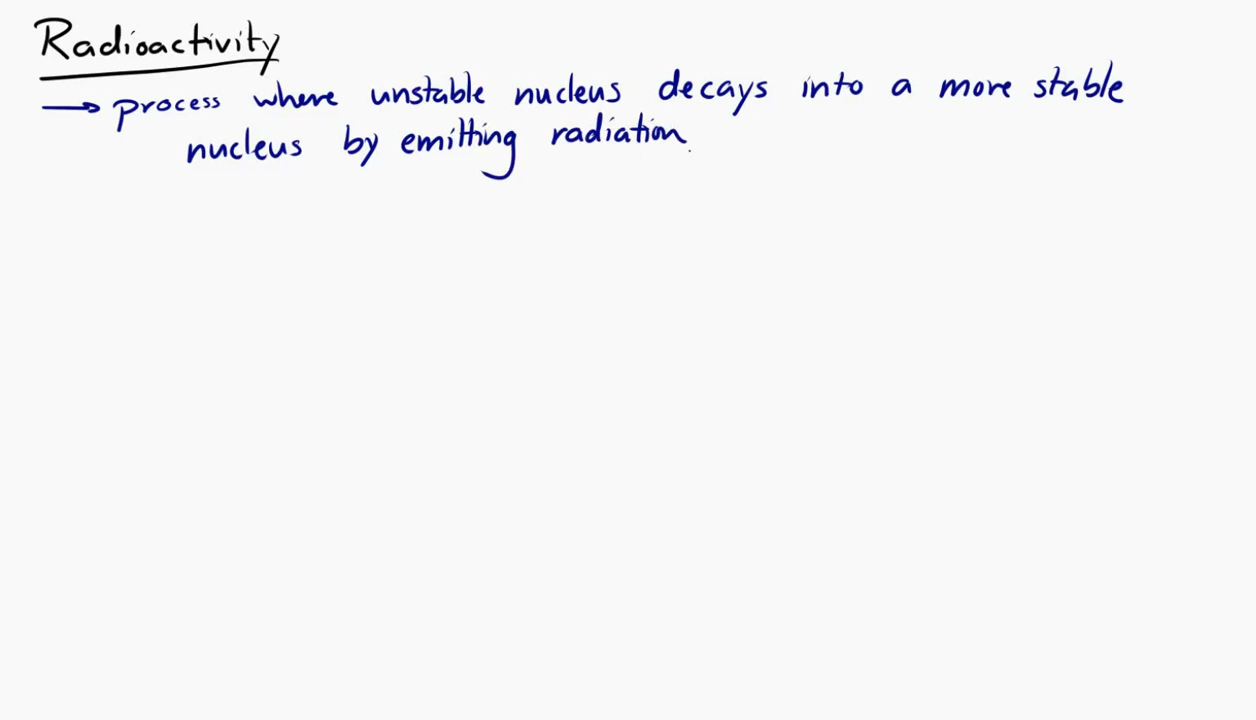 Radioactivity
→ process where unstable nucleus decays into a more stable
nucleus by emitting radiation.